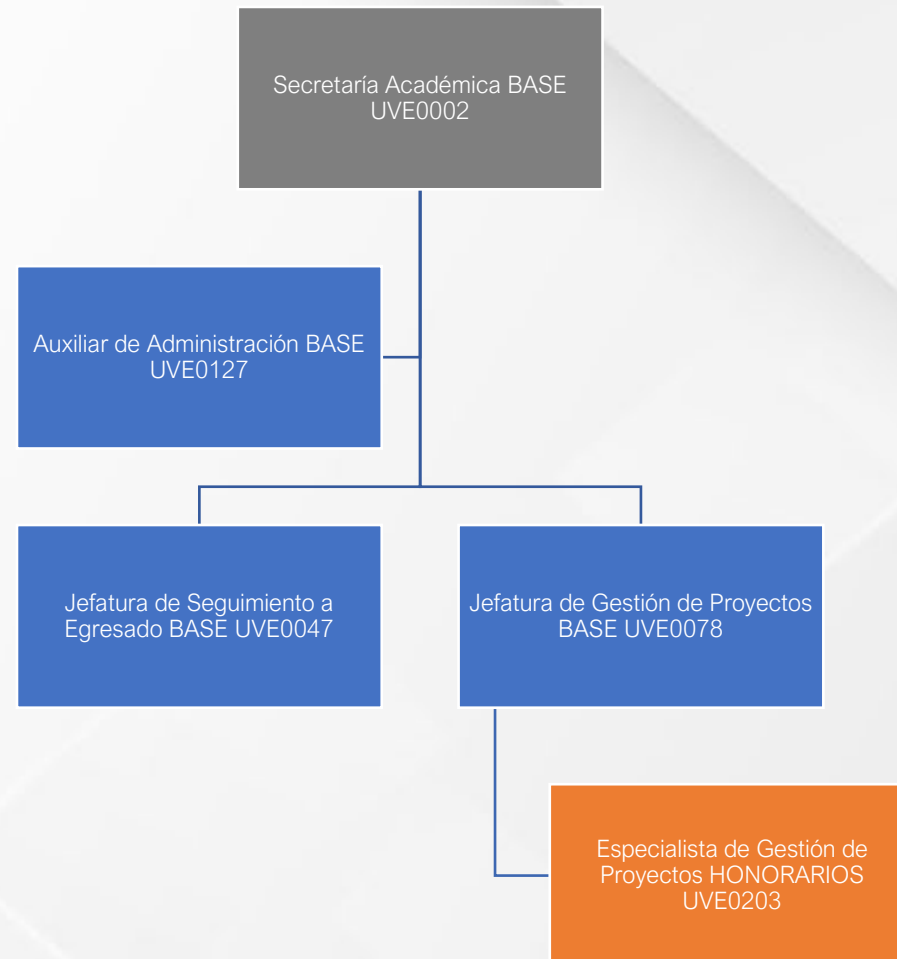 Secretaría Académica BASE
UVE0002
Auxiliar de Administración BASE
UVE0127
Jefatura de Seguimiento a
Egresado BASE UVE0047
Jefatura de Gestión de Proyectos
BASE UVE0078
Especialista de Gestión de
Proyectos HONORARIOS
UVE0203